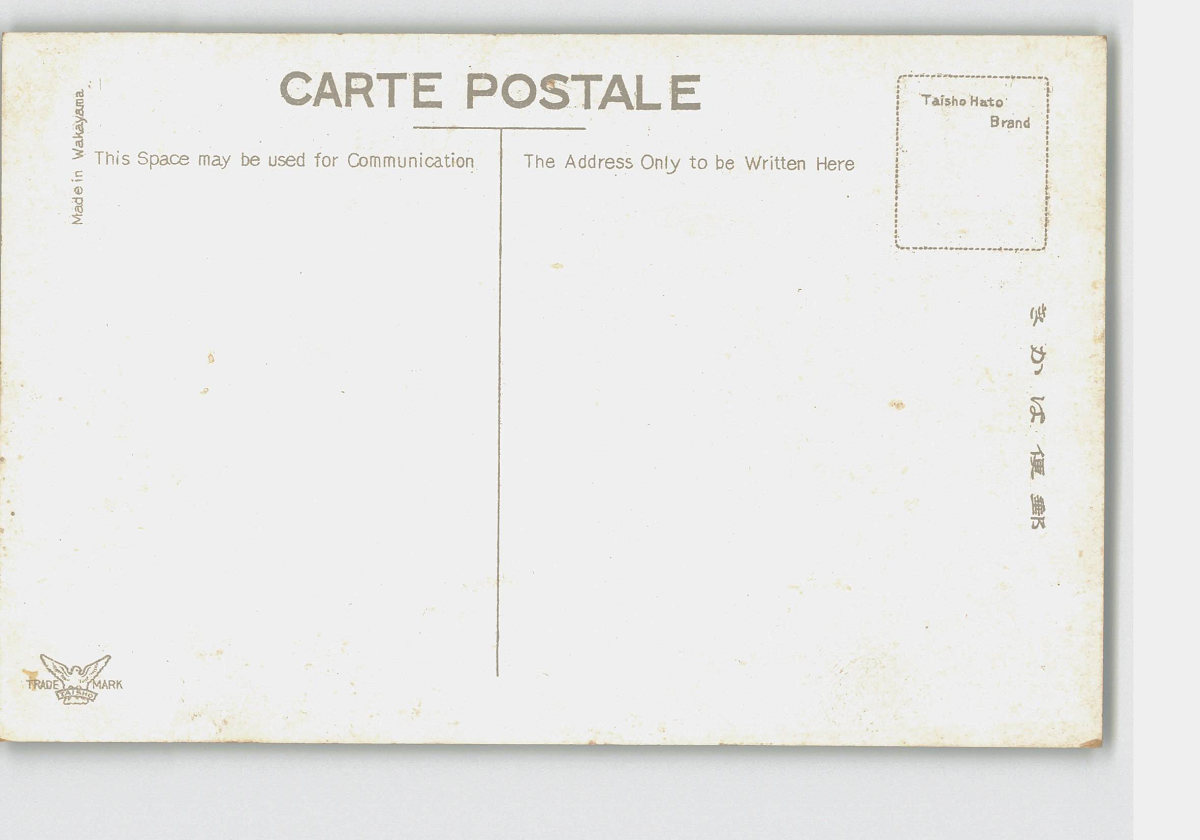 CARTE POSTALE
Made in Wakayama
This Space may be used for Communication
The Address Only to be Written Here
Taisho Hato
Brand
郵便はかき
TRADE MARK
TAISHO